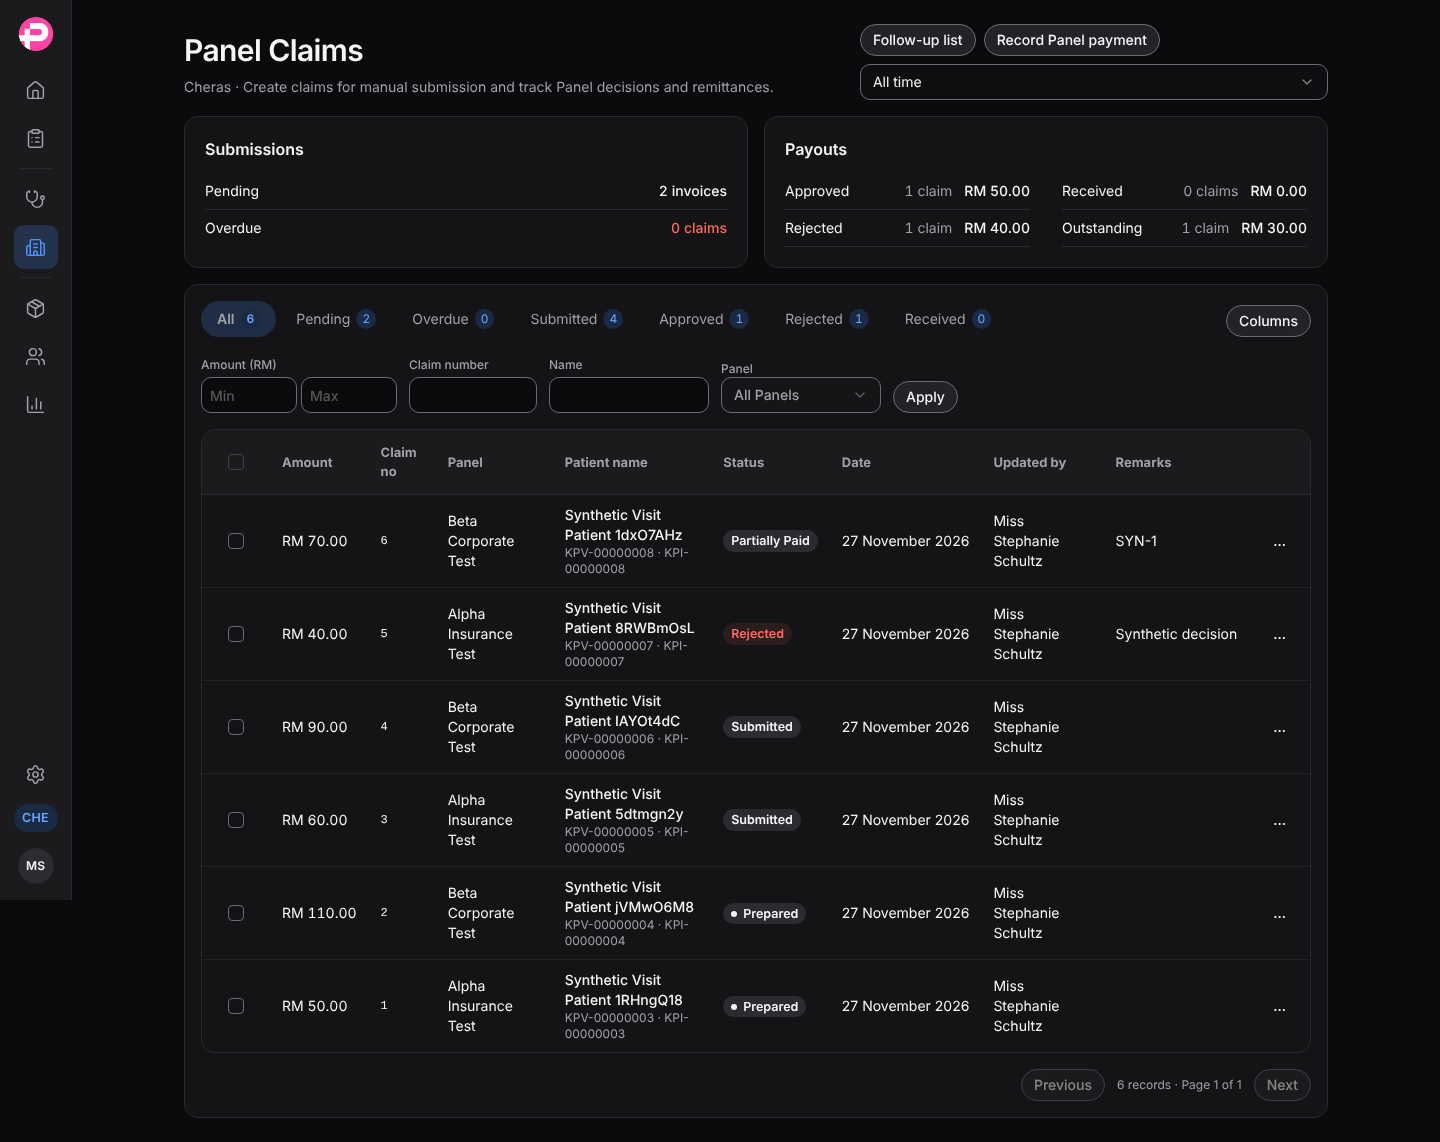 Panel Claims
Cheras · Create claims for manual submission and track Panel decisions and remittances.
Follow-up list
Record Panel payment
All time
Submissions
Pending 2 invoices
Overdue 0 claims
Payouts
Approved 1 claim RM 50.00
Received 0 claims RM 0.00
Rejected 1 claim RM 40.00
Outstanding 1 claim RM 30.00
All 6
Pending 2
Overdue 0
Submitted 4
Approved 1
Rejected 1
Received 0
Columns
Amount (RM)
Min
Max
Claim number
Name
Panel
All Panels
Apply
Amount
Claim
no
Panel
Patient name
Status
Date
Updated by
Remarks
RM 70.00
6
Beta
Corporate
Test
Synthetic Visit
Patient 1dxO7AHz
KPV-00000008 · KPI-
00000008
Partially Paid
27 November 2026
Miss
Stephanie
Schultz
SYN-1
...
RM 40.00
5
Alpha
Insurance
Test
Synthetic Visit
Patient 8RWBmOsL
KPV-00000007 · KPI-
00000007
Rejected
27 November 2026
Miss
Stephanie
Schultz
Synthetic decision
...
RM 90.00
4
Beta
Corporate
Test
Synthetic Visit
Patient IAYOt4dC
KPV-00000006 · KPI-
00000006
Submitted
27 November 2026
Miss
Stephanie
Schultz
...
RM 60.00
3
Alpha
Insurance
Test
Synthetic Visit
Patient 5dtmgn2y
KPV-00000005 · KPI-
00000005
Submitted
27 November 2026
Miss
Stephanie
Schultz
...
RM 110.00
2
Beta
Corporate
Test
Synthetic Visit
Patient jVMwO6M8
KPV-00000004 · KPI-
00000004
Prepared
27 November 2026
Miss
Stephanie
Schultz
...
RM 50.00
1
Alpha
Insurance
Test
Synthetic Visit
Patient 1RHngQ18
KPV-00000003 · KPI-
00000003
Prepared
27 November 2026
Miss
Stephanie
Schultz
...
Previous
6 records · Page 1 of 1
Next
CHE
MS